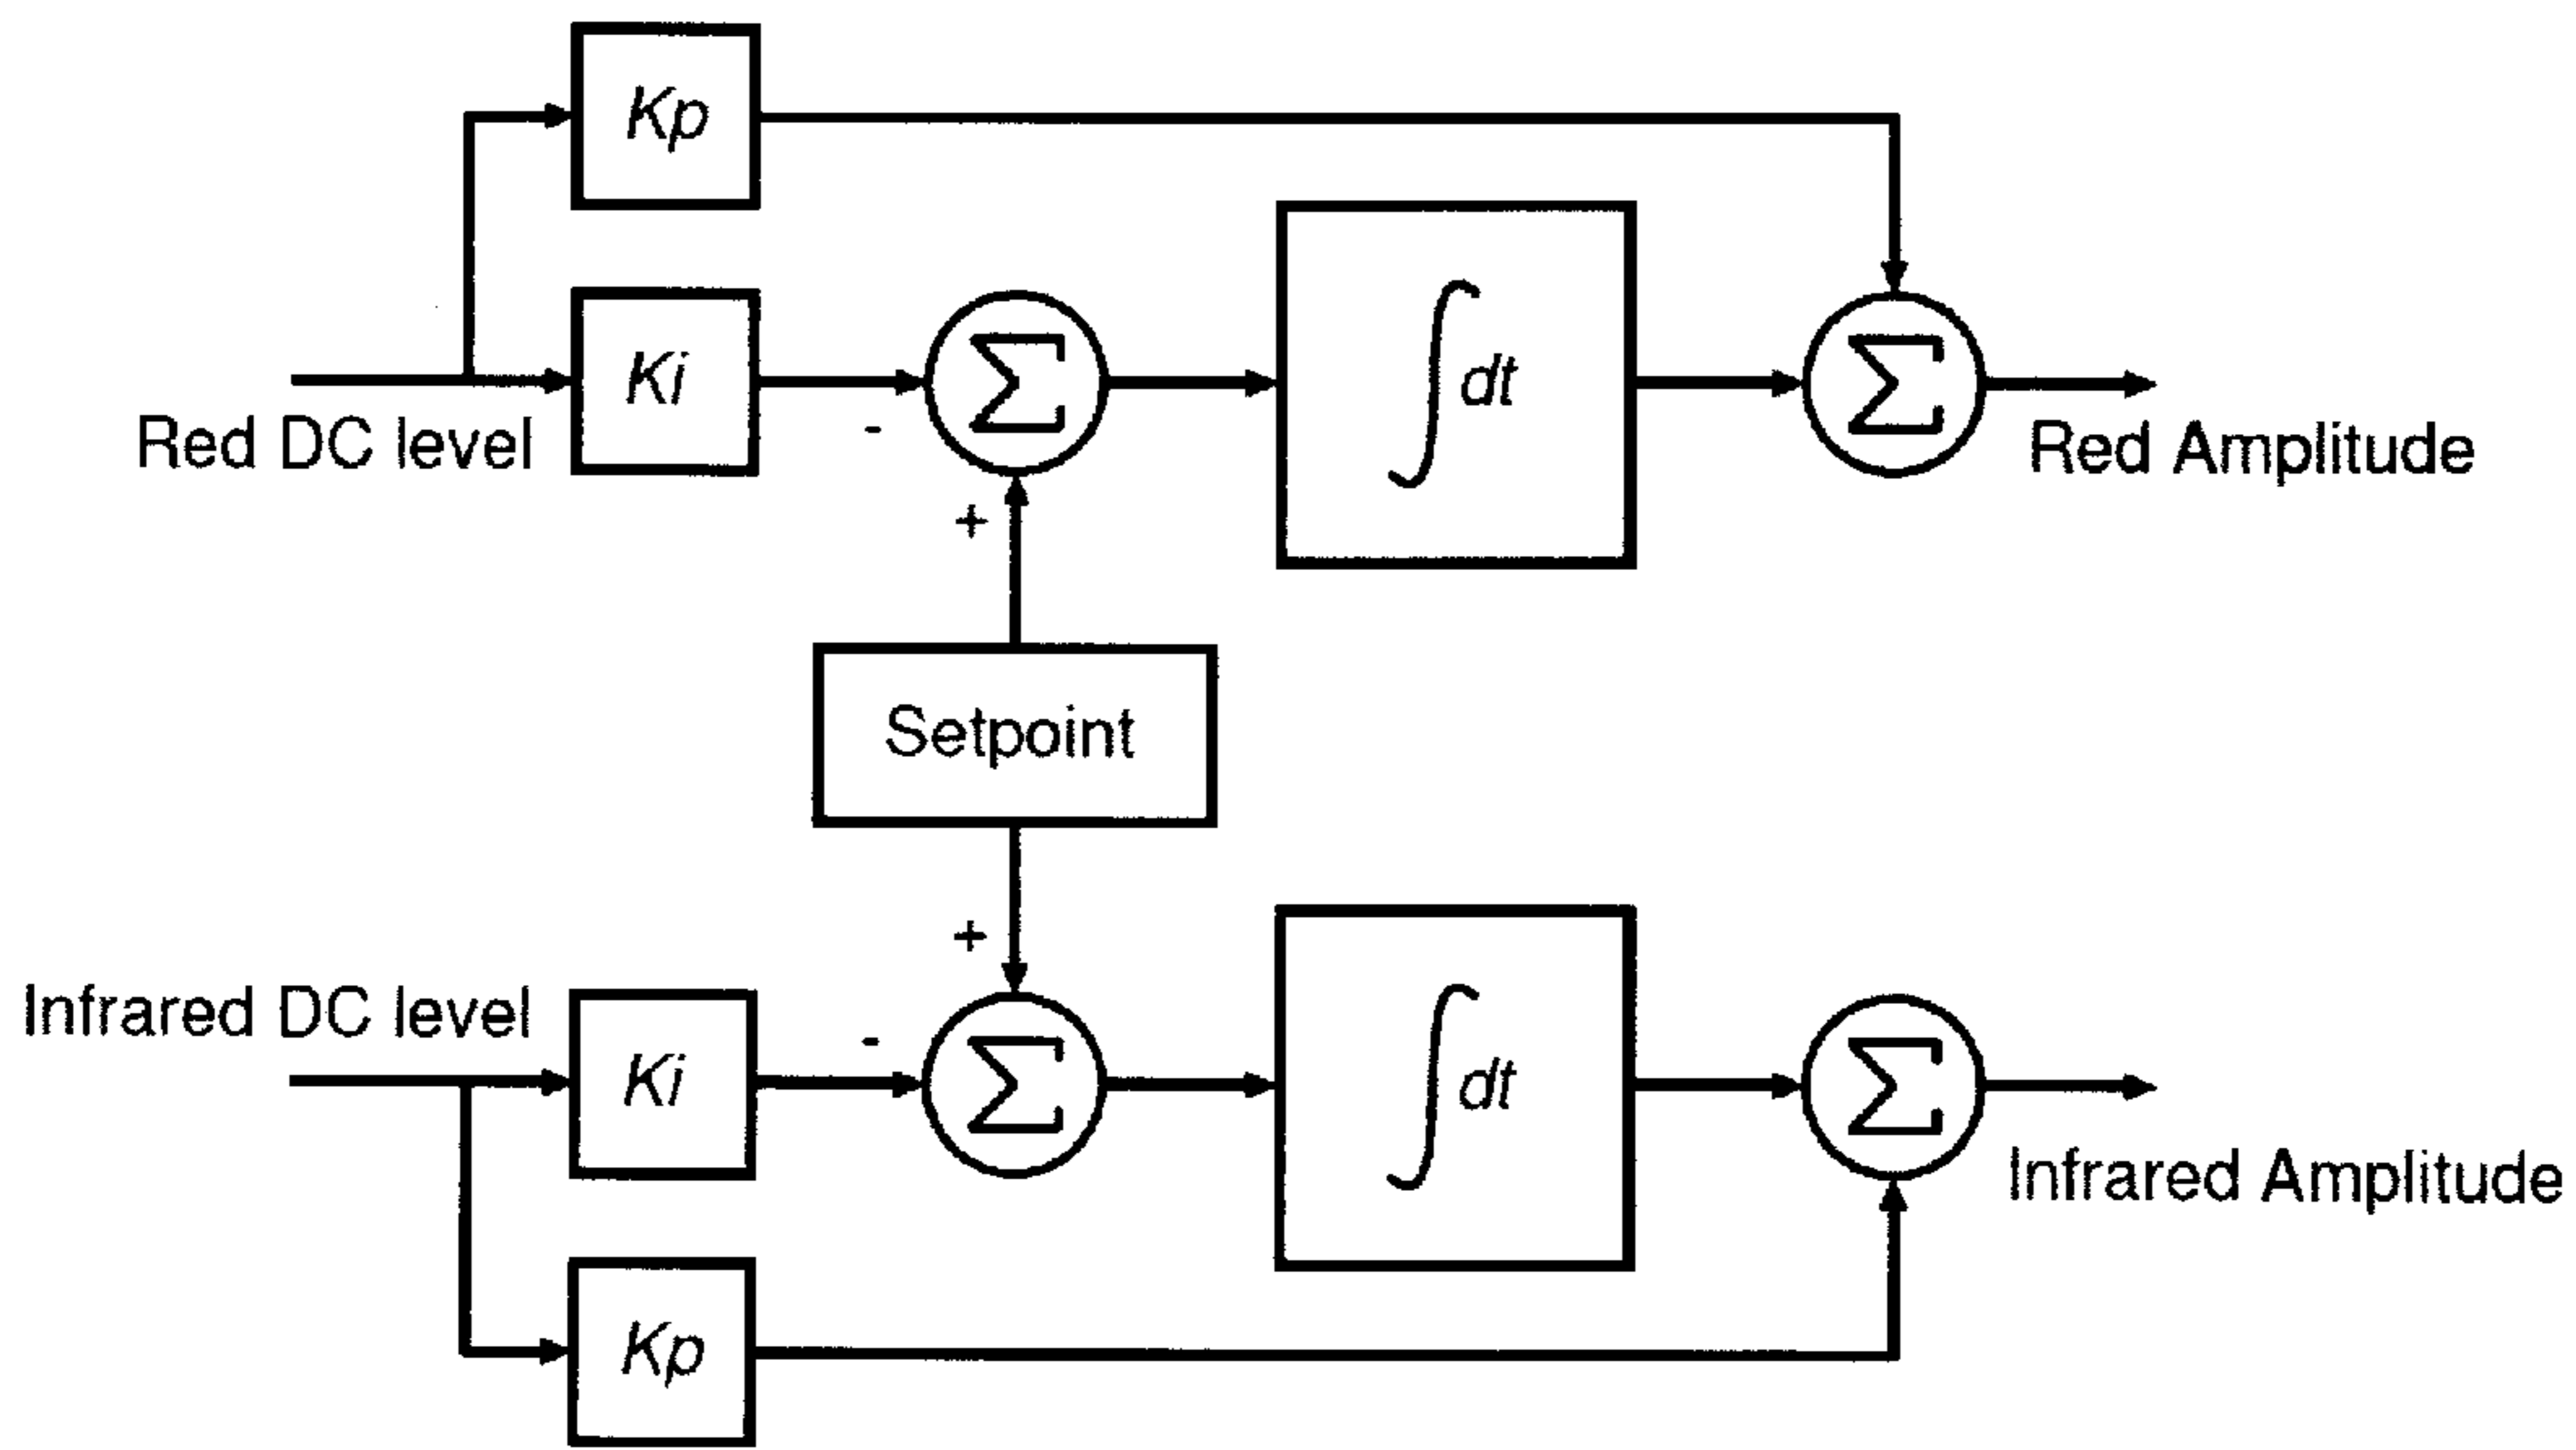 Kp
Ki
Σ
∫dt
Σ
Red DC level
-
Red Amplitude
+
Setpoint
+
Infrared DC level
-
Ki
Σ
∫dt
Σ
Infrared Amplitude
Kp